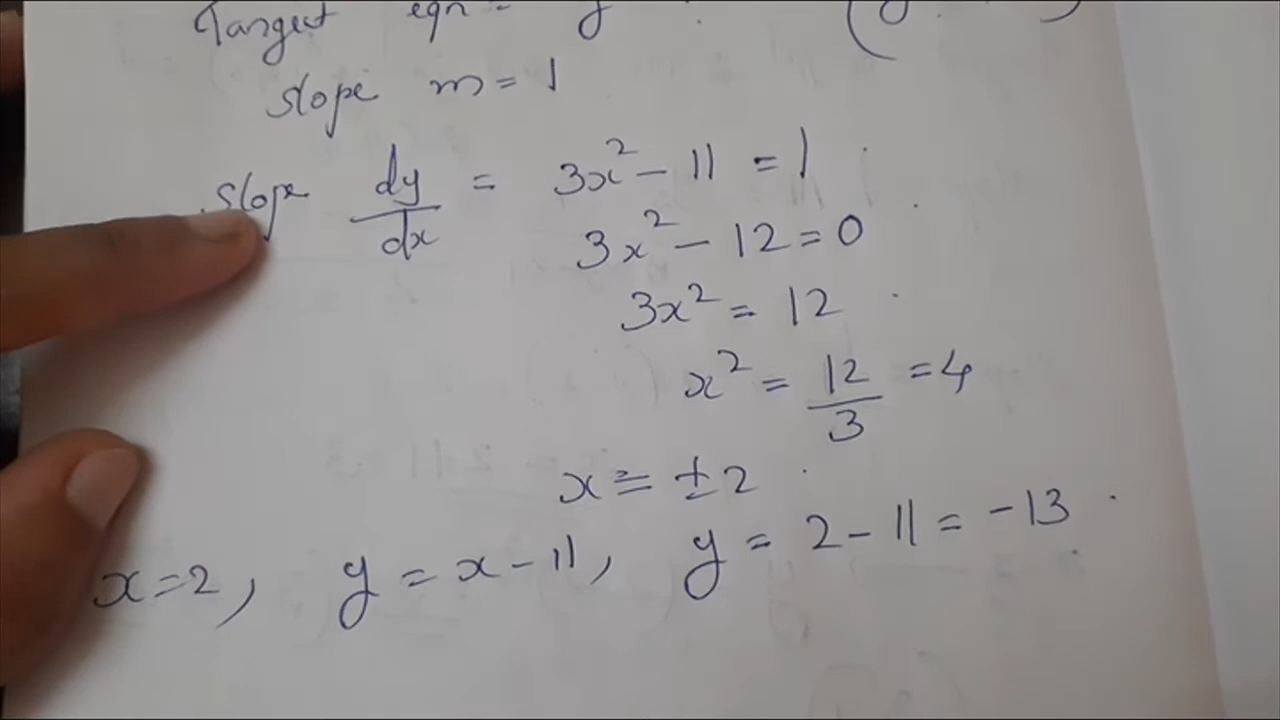 Tangent eqn - y
Slope m = 1
Slope dy/dx = 3x² - 11 = 1
3x² - 12 = 0
3x² = 12
x² = 12/3 = 4
x = ±2
x = 2, y = x - 11, y = 2 - 11 = -13